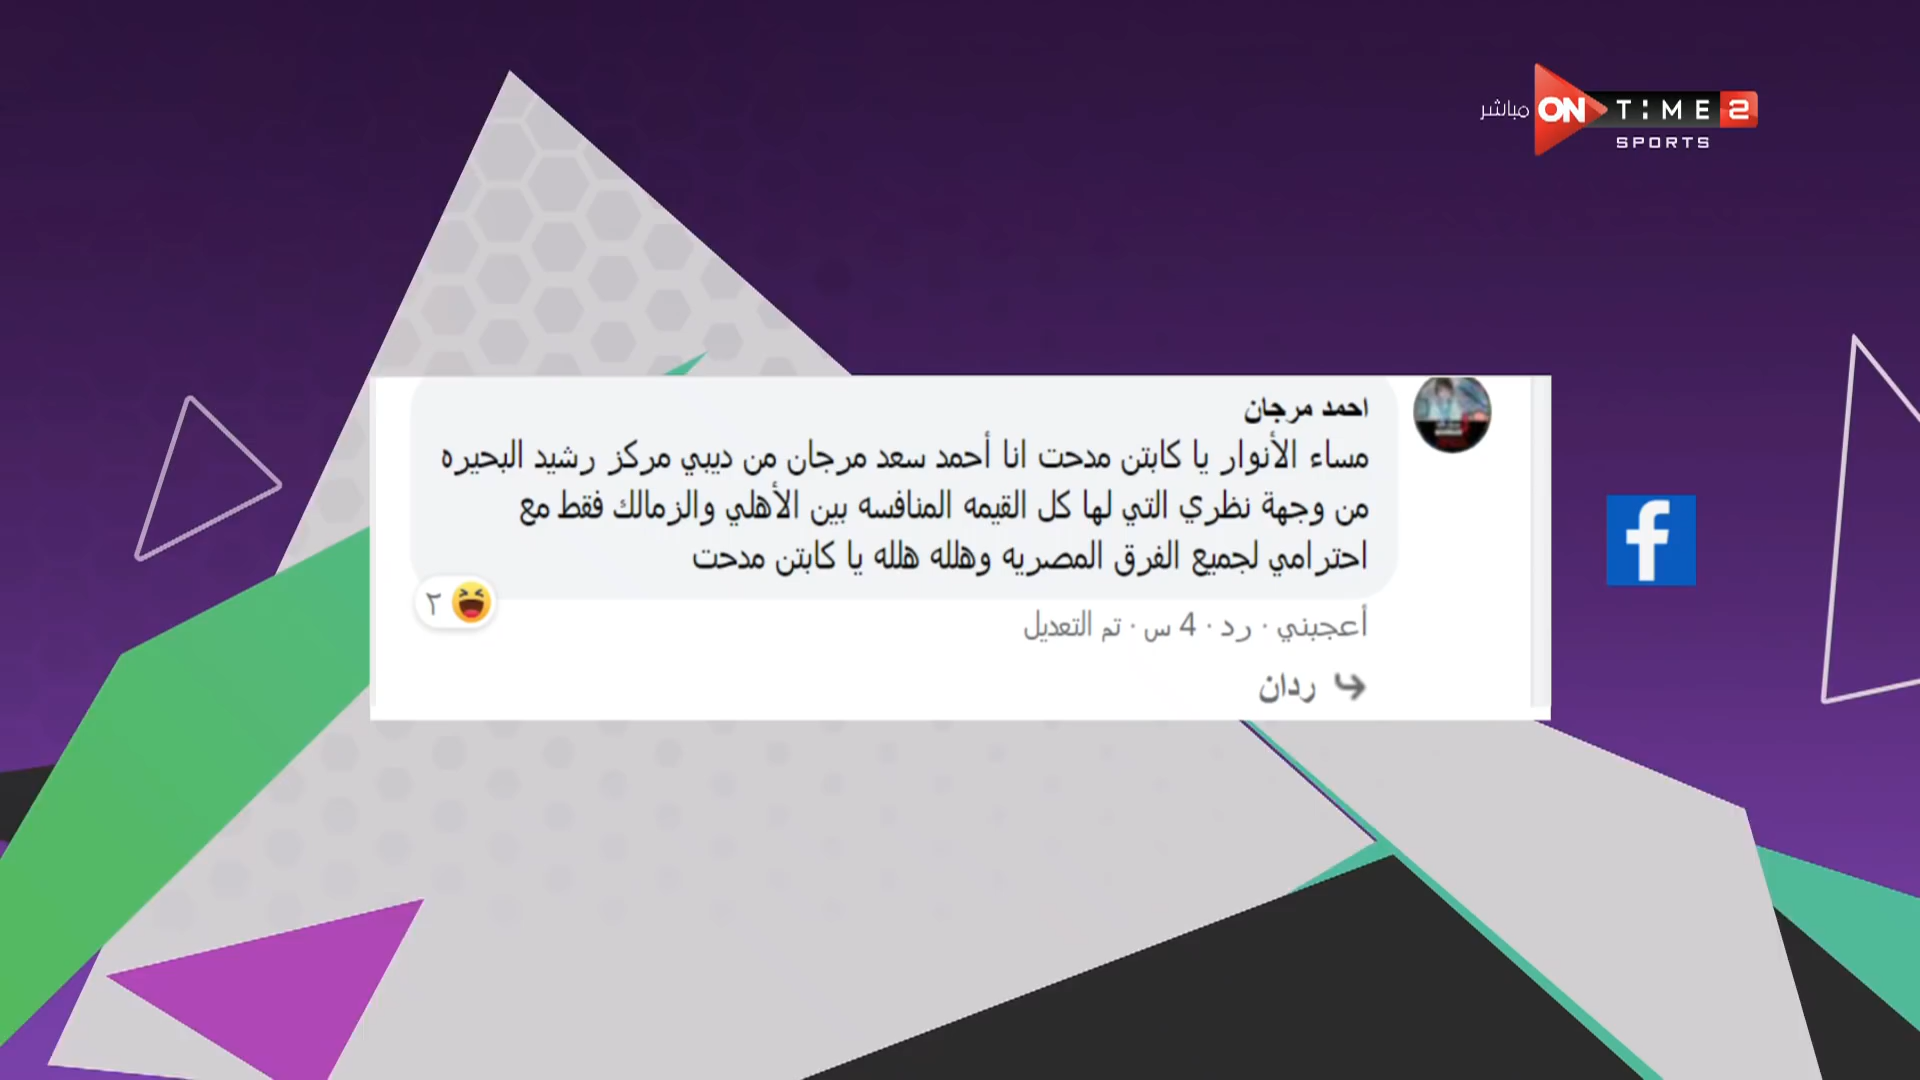 مباشر ON TIME 2
SPORTS
احمد مرجان
مساء الأنوار يا كابتن مدحت انا أحمد سعد مرجان من ديبي مركز رشيد البحيره
من وجهة نظري التي لها كل القيمه المنافسه بين الأهلي والزمالك فقط مع
احترامي لجميع الفرق المصريه وهلله هلله يا كابتن مدحت
٢
أعجبني · رد · 4 س · تم التعديل
ردان
f